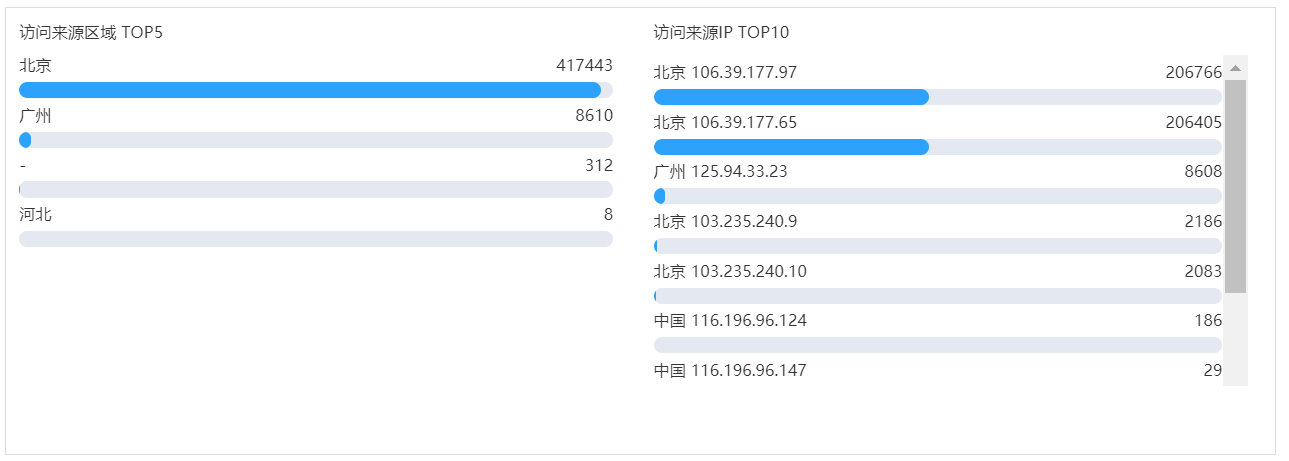 访问来源区域 TOP5
北京 417443
广州 8610
- 312
河北 8
访问来源IP TOP10
北京 106.39.177.97 206766
北京 106.39.177.65 206405
广州 125.94.33.23 8608
北京 103.235.240.9 2186
北京 103.235.240.10 2083
中国 116.196.96.124 186
中国 116.196.96.147 29